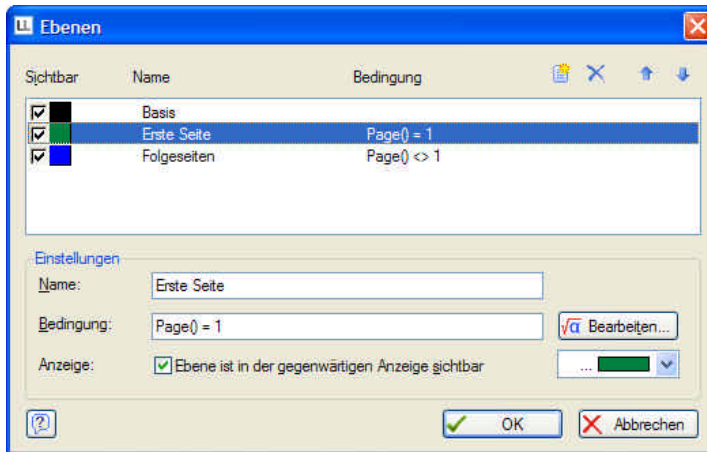 LL Ebenen
Sichtbar Name Bedingung
Basis
Erste Seite Page() = 1
Folgeseiten Page() <> 1
Einstellungen
Name: Erste Seite
Bedingung: Page() = 1 √α Bearbeiten...
Anzeige: Ebene ist in der gegenwärtigen Anzeige sichtbar ...
? OK Abbrechen